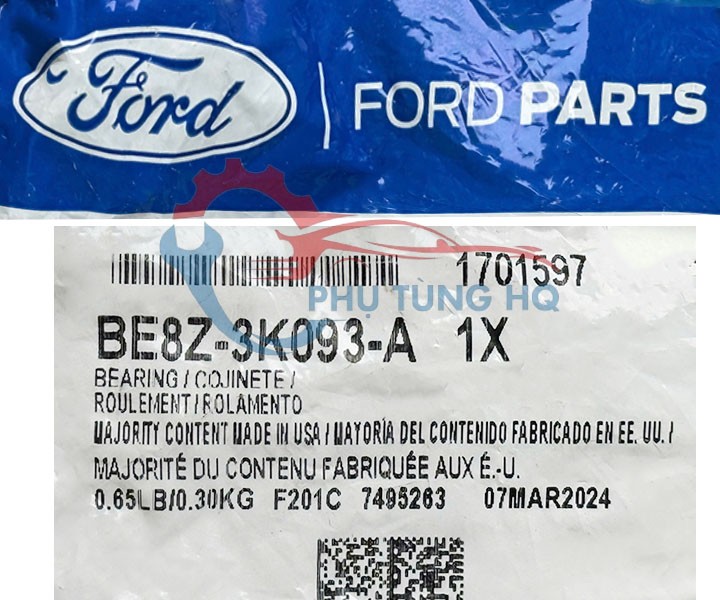 Ford
FORD PARTS
1701597
PHỤ TÙNG HQ
BE8Z-3K093-A 1X
BEARING / COJINETE /
ROULEMENT / ROLAMENTO
MAJORITY CONTENT MADE IN USA / MAYORÍA DEL CONTENIDO FABRICADO EN EE. UU. /
MAJORITÉ DU CONTENU FABRIQUÉE AUX É.-U.
0.65LB/0.30KG F201C 7495263 07MAR2024